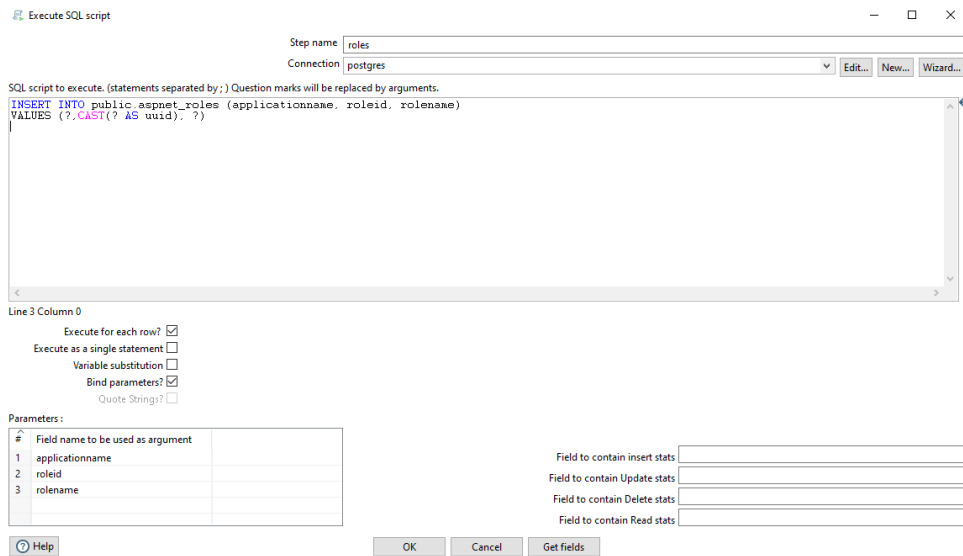 Execute SQL script
Step name roles
Connection postgres Edit... New... Wizard...
SQL script to execute. (statements separated by ; ) Question marks will be replaced by arguments.
INSERT INTO public.aspnet_roles (applicationname, roleid, rolename)
VALUES (?,CAST(? AS uuid), ?)
Line 3 Column 0
Execute for each row?
Execute as a single statement
Variable substitution
Bind parameters?
Quote Strings?
Parameters :
# Field name to be used as argument
1 applicationname
2 roleid
3 rolename
Field to contain insert stats
Field to contain Update stats
Field to contain Delete stats
Field to contain Read stats
Help OK Cancel Get fields